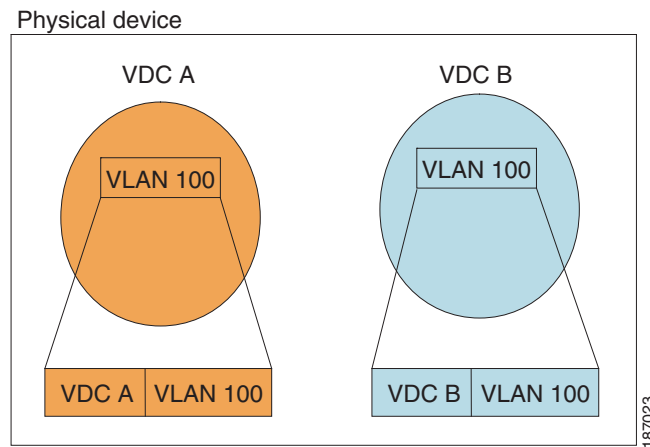 Physical device
VDC A
VDC B
VLAN 100
VLAN 100
VDC A VLAN 100
VDC B VLAN 100
187023